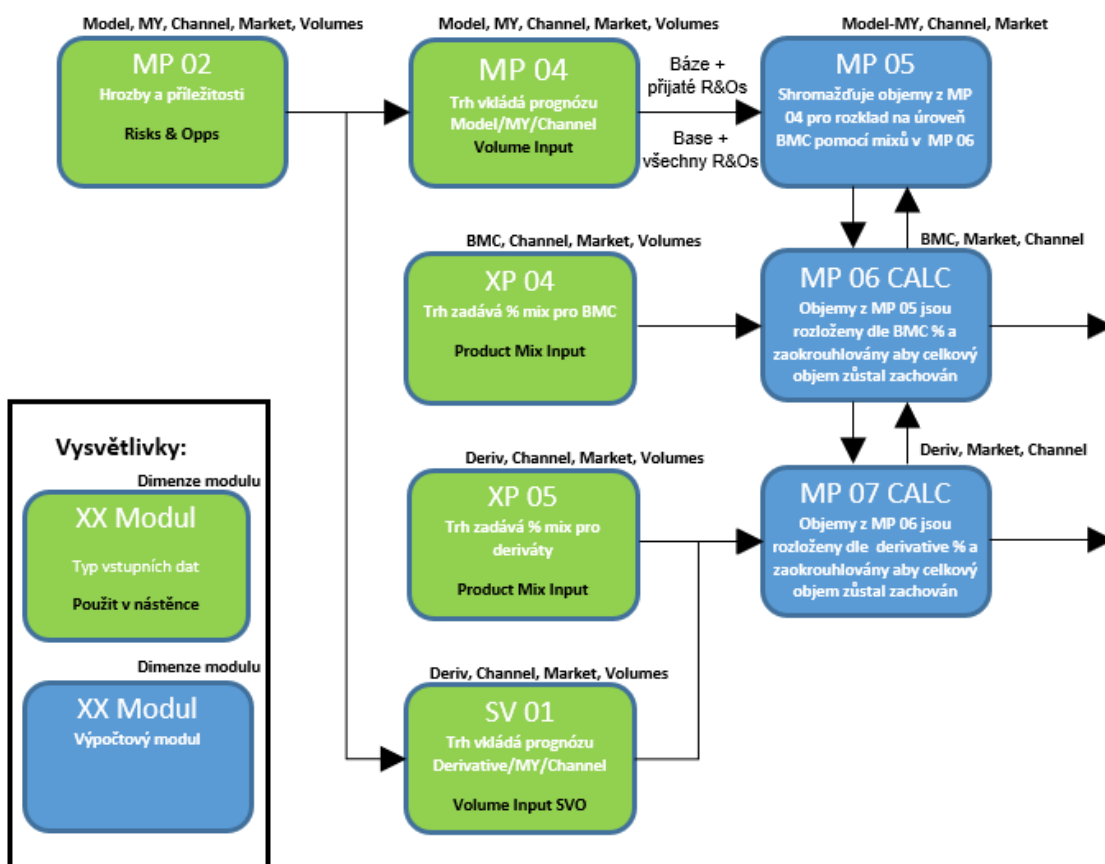 Model, MY, Channel, Market, Volumes
MP 02
Hrozby a příležitosti
Risks & Opps
Model, MY, Channel, Market, Volumes
MP 04
Trh vkládá prognózu
Model/MY/Channel
Volume Input
Báze +
přijaté R&Os
Base +
všechny R&Os
Model-MY, Channel, Market
MP 05
Shromažďuje objemy z MP
04 pro rozklad na úroveň
BMC pomocí mixů v MP 06
BMC, Channel, Market, Volumes
XP 04
Trh zadává % mix pro BMC
Product Mix Input
BMC, Market, Channel
MP 06 CALC
Objemy z MP 05 jsou
rozloženy dle BMC % a
zaokrouhlovány aby celkový
objem zůstal zachován
Deriv, Channel, Market, Volumes
XP 05
Trh zadává % mix pro
deriváty
Product Mix Input
Deriv, Market, Channel
MP 07 CALC
Objemy z MP 06 jsou
rozloženy dle derivative % a
zaokrouhlovány aby celkový
objem zůstal zachován
Deriv, Channel, Market, Volumes
SV 01
Trh vkládá prognózu
Derivative/MY/Channel
Volume Input SVO
Vysvětlivky:
Dimenze modulu
XX Modul
Typ vstupních dat
Použit v nástěnce
Dimenze modulu
XX Modul
Výpočtový modul